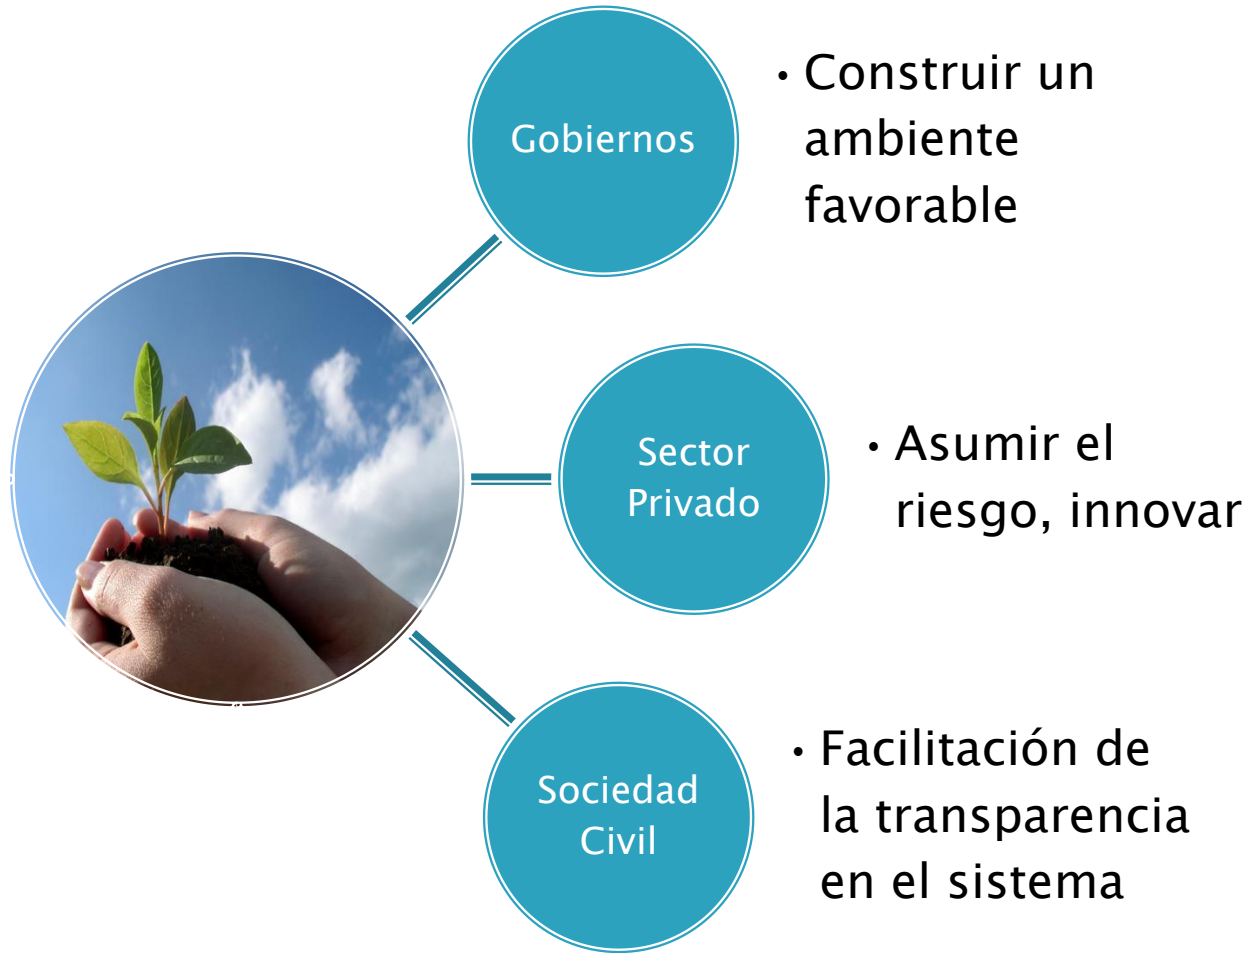 Gobiernos
• Construir un
ambiente
favorable
Sector
Privado
• Asumir el
riesgo, innovar
Sociedad
Civil
• Facilitación de
la transparencia
en el sistema